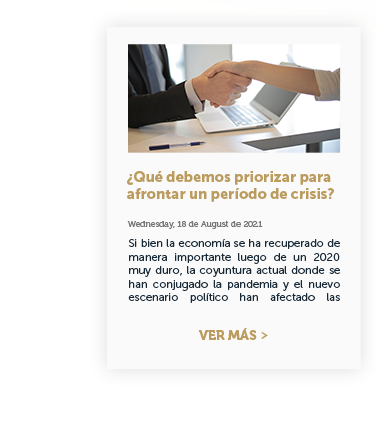 ¿Qué debemos priorizar para
afrontar un período de crisis?
Wednesday, 18 de August de 2021
Si bien la economía se ha recuperado de
manera importante luego de un 2020
muy duro, la coyuntura actual donde se
han conjugado la pandemia y el nuevo
escenario político han afectado las
VER MÁS >